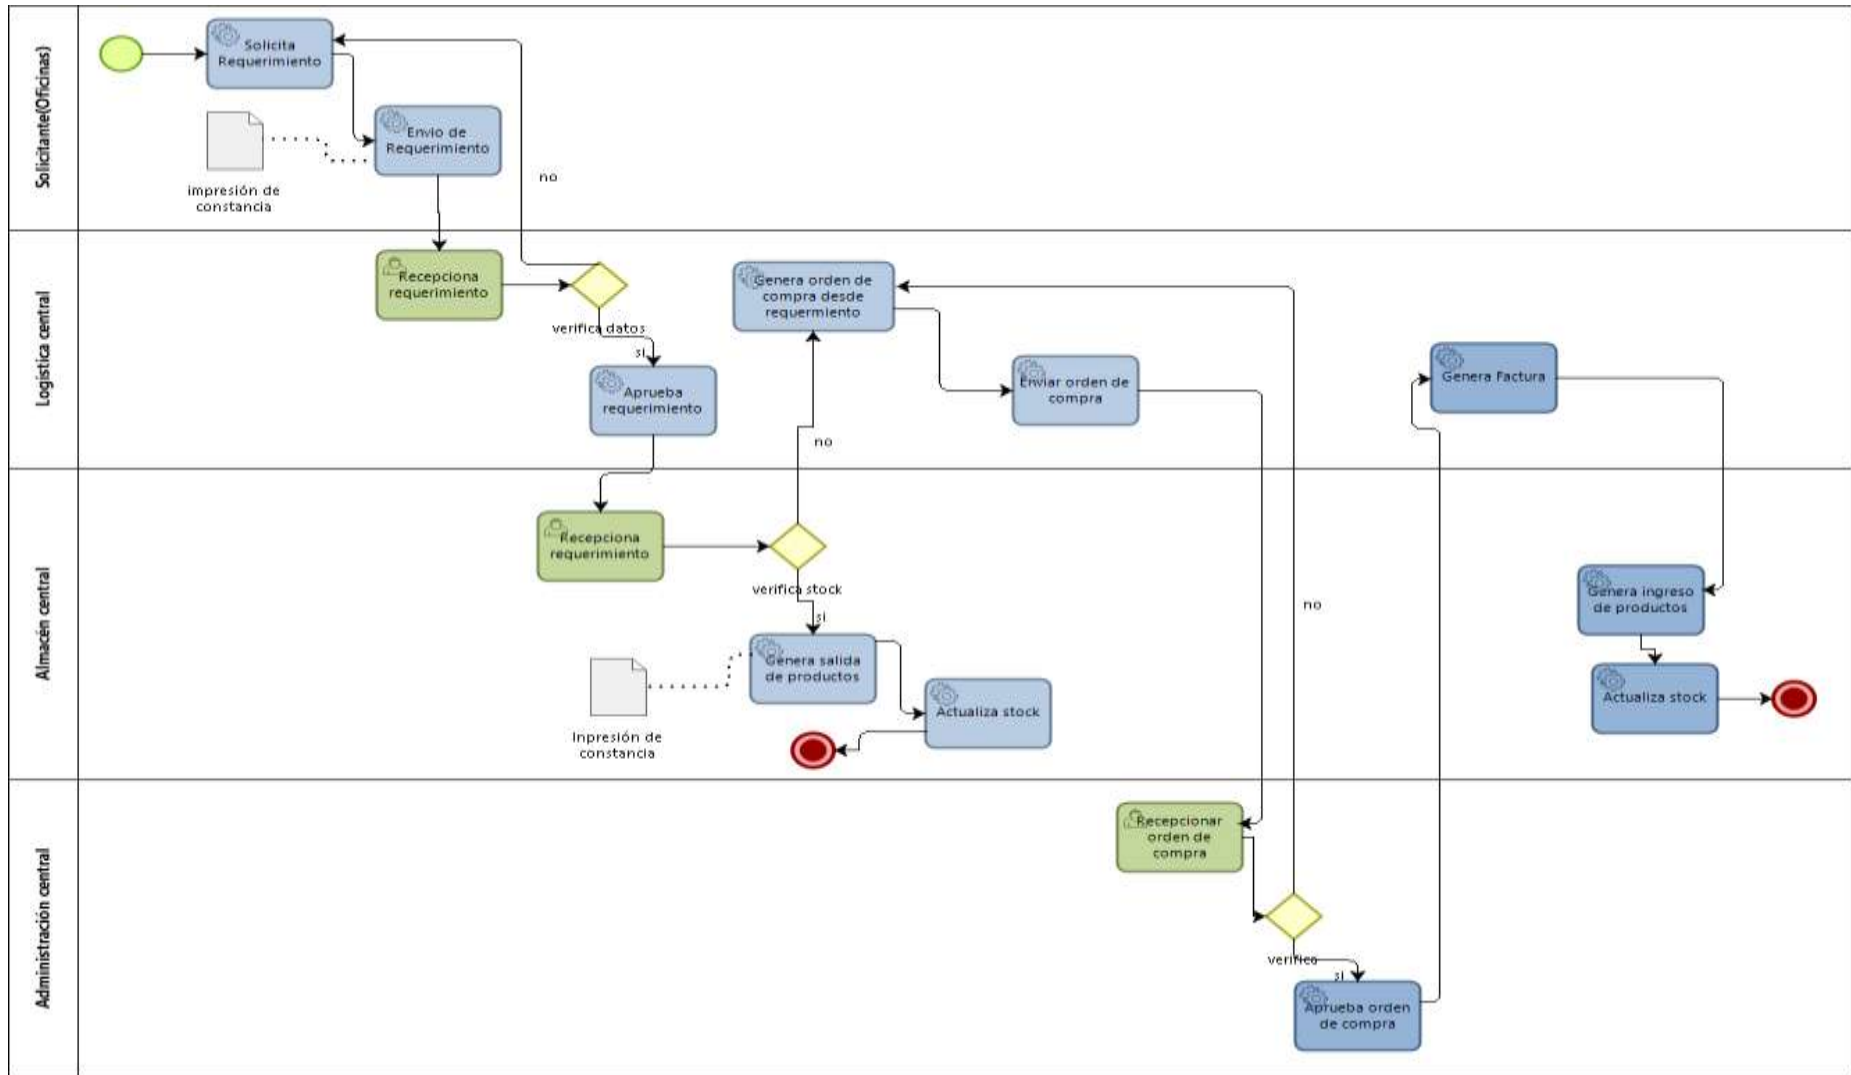 Solicitante(Oficinas)
Solicita
Requerimiento
Envio de
Requerimiento
impresión de
constancia
no
Logística central
Recepciona
requerimiento
verifica datos
si
Aprueba
requerimiento
Genera orden de
compra desde
requermiento
no
Enviar orden de
compra
Genera Factura
Almacén central
Recepciona
requerimiento
verifica stock
si
Genera salida
de productos
Inpresión de
constancia
Actualiza stock
no
Genera ingreso
de productos
Actualiza stock
Administración central
Recepcionar
orden de
compra
verifica
si
Aprueba orden
de compra